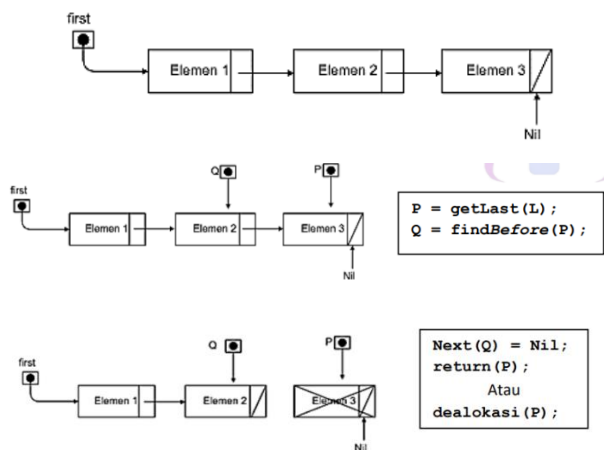 first
Elemen 1
Elemen 2
Elemen 3
Nil
Q
P
first
Elemen 1
Elemen 2
Elemen 3
Nil
P = getLast(L);
Q = findBefore(P);
Q
P
first
Elemen 1
Elemen 2
Elemen 3
Nil
Next(Q) = Nil;
return(P);
Atau
dealokasi(P);